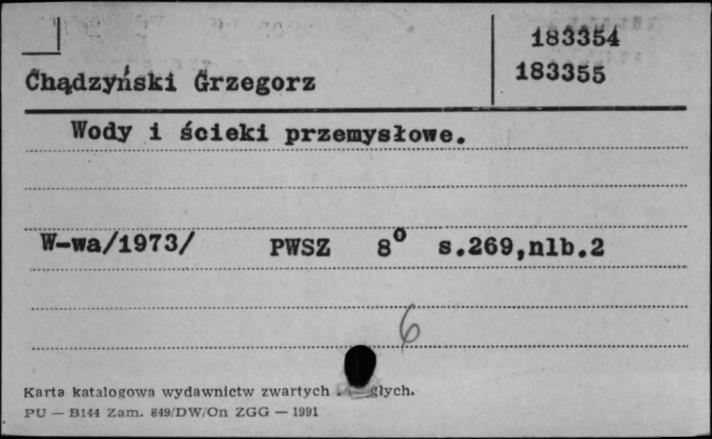 183354
Chądzyński Grzegorz 183355
Wody i ścieki przemysłowe.
W-wa/1973/ PWSZ 8° s.269,nlb.2
6
Karta katalogowa wydawnictw zwartych głych.
PU — B144 Zam. 849/DW/On ZGG — 1991